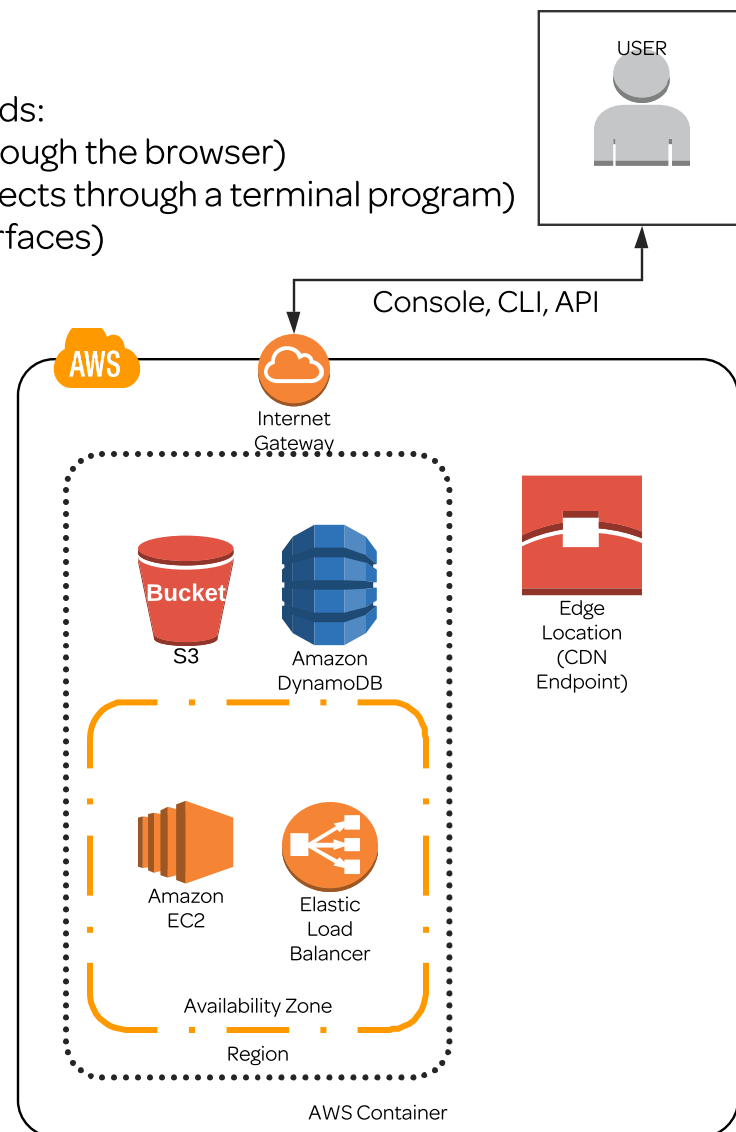 USER
ds:
ough the browser)
ects through a terminal program)
rfaces)
Console, CLI, API
AWS
Internet
Gateway
Bucket
S3
Amazon
DynamoDB
Edge
Location
(CDN
Endpoint)
Amazon
EC2
Elastic
Load
Balancer
Availability Zone
Region
AWS Container